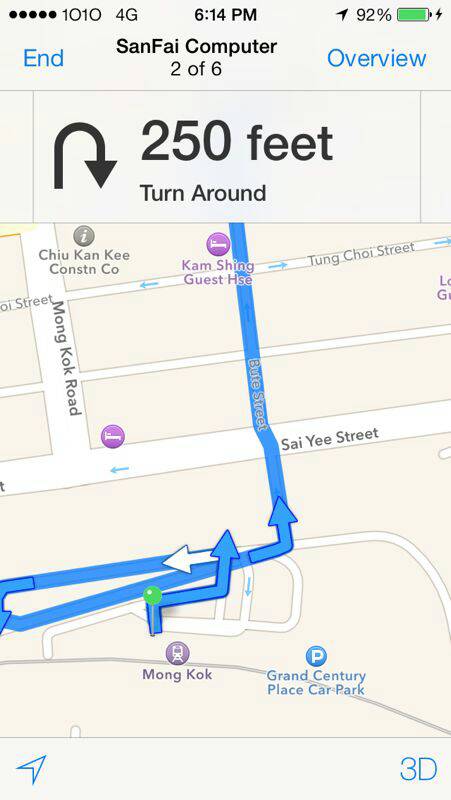 1O1O 4G 6:14 PM 92%
SanFai Computer
End 2 of 6 Overview
250 feet
Turn Around
Chiu Kan Kee
Constn Co
Kam Shing
Guest Hse
Tung Choi Street
oi Street
Mong Kok Road
Bute Street
Sai Yee Street
t
Mong Kok
P
Grand Century
Place Car Park
3D